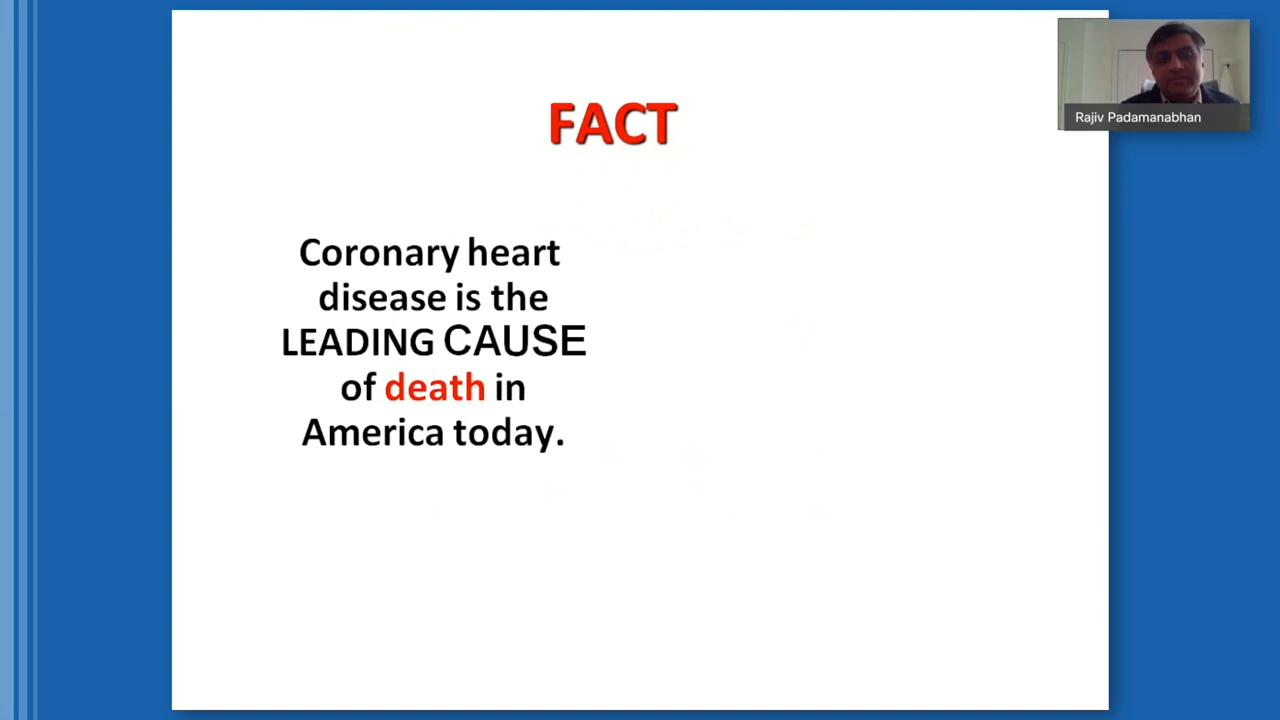 FACT
Rajiv Padamanabhan
Coronary heart
disease is the
LEADING CAUSE
of death in
America today.